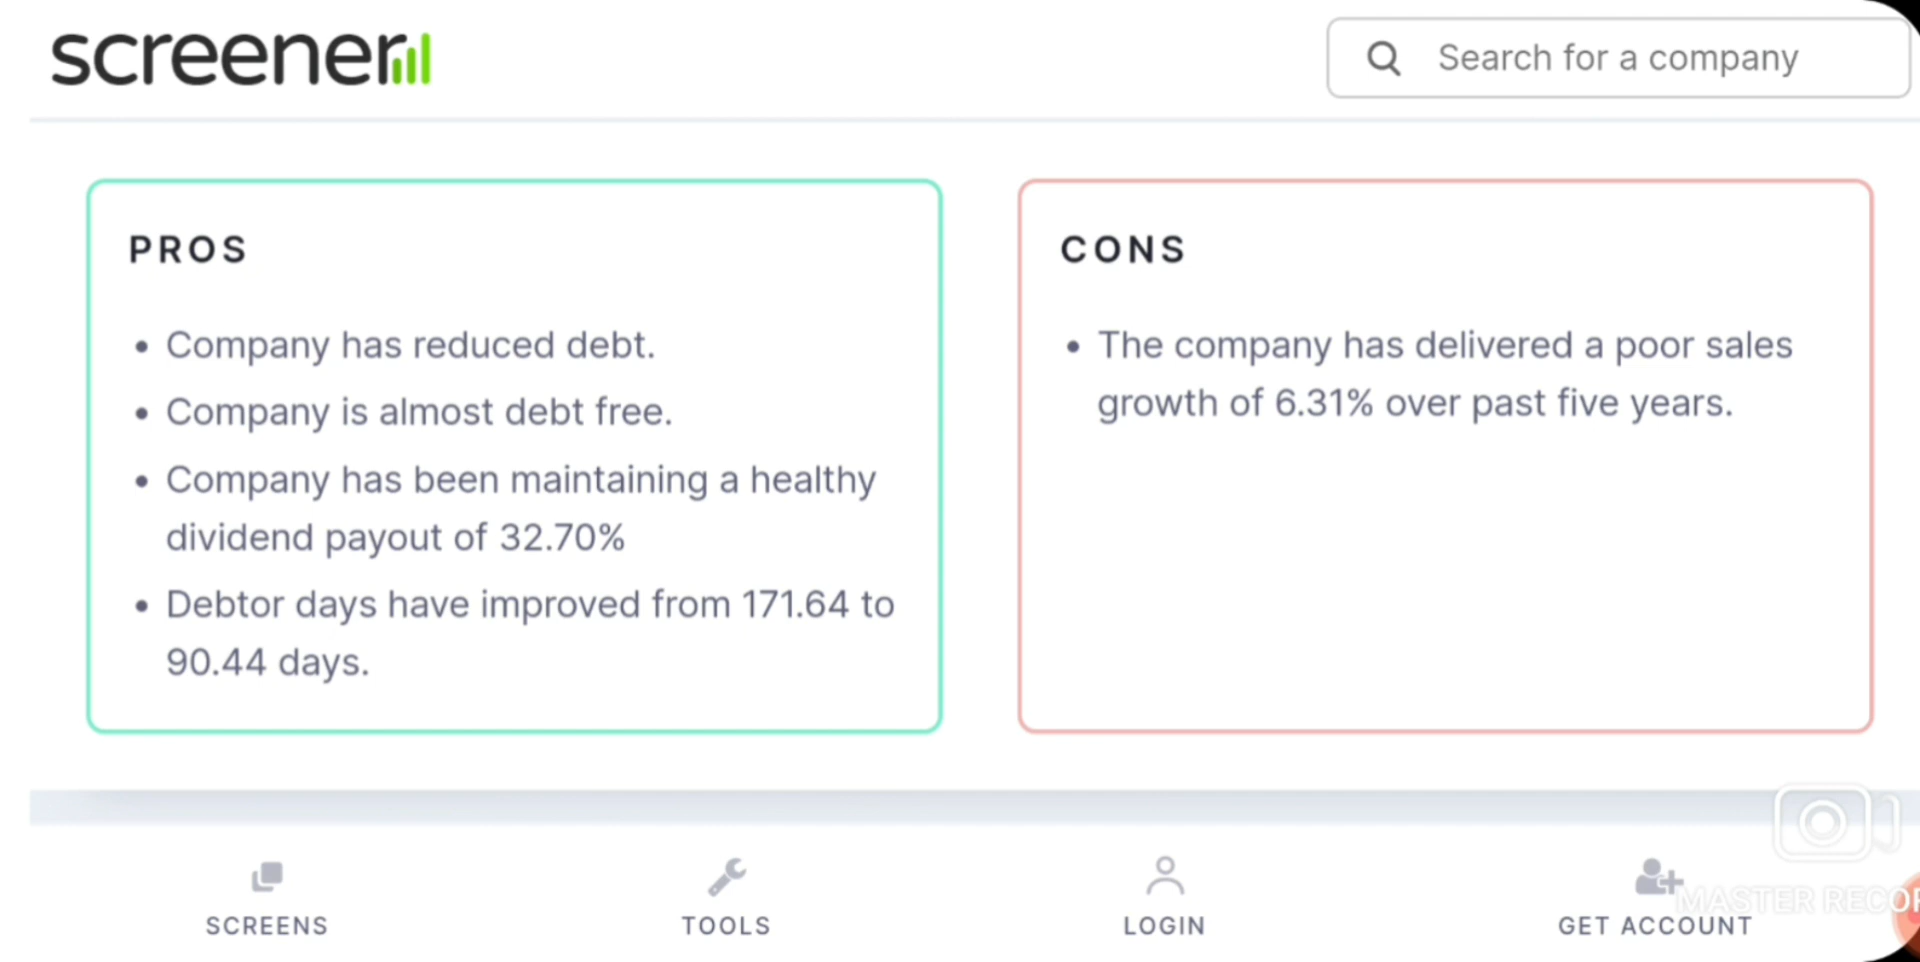 screener
Search for a company
PROS
• Company has reduced debt.
• Company is almost debt free.
• Company has been maintaining a healthy
dividend payout of 32.70%
• Debtor days have improved from 171.64 to
90.44 days.
CONS
• The company has delivered a poor sales
growth of 6.31% over past five years.
SCREENS
TOOLS
LOGIN
GET ACCOUNT
MASTER RECOR